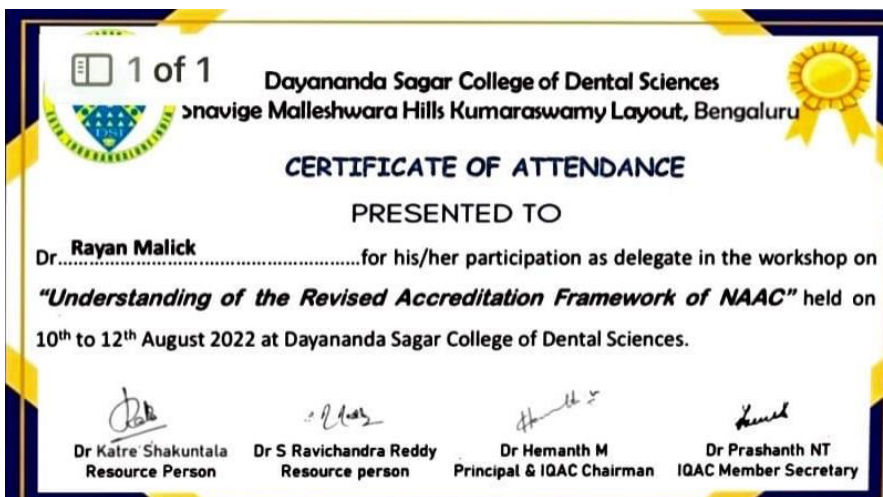 1 of 1
Dayananda Sagar College of Dental Sciences
Malleshwara Hills Kumaraswamy Layout, Bengaluru
DSI
CERTIFICATE OF ATTENDANCE
PRESENTED TO
Dr....Rayan Malick....for his/her participation as delegate in the workshop on
"Understanding of the Revised Accreditation Framework of NAAC" held on
10th to 12th August 2022 at Dayananda Sagar College of Dental Sciences.
Dr Katre Shakuntala Dr S Ravichandra Reddy Dr Hemanth M Dr Prashanth NT
Resource Person Resource person Principal & IQAC Chairman IQAC Member Secretary